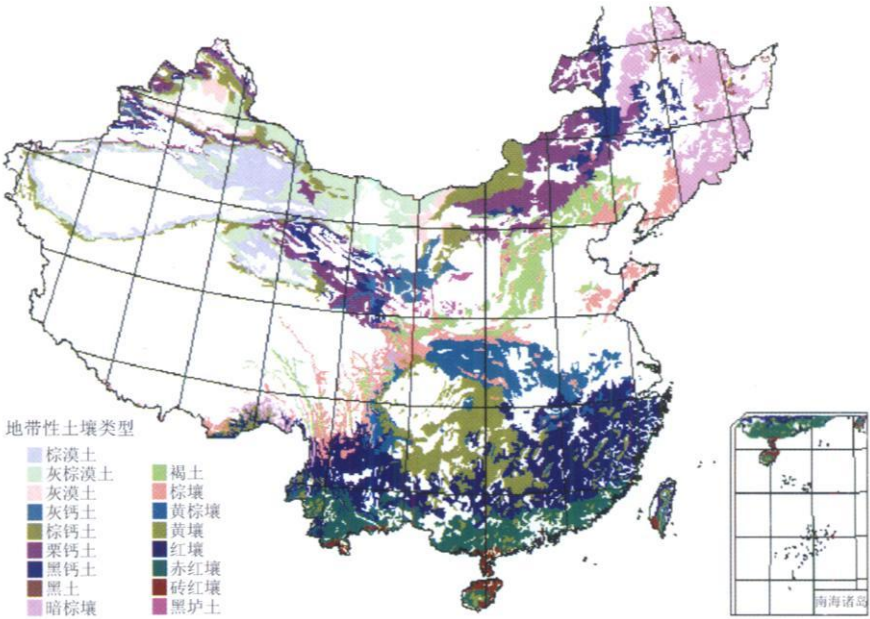 地带性土壤类型
棕漠土
灰棕漠土
灰漠土
灰钙土
棕钙土
栗钙土
黑钙土
黑土
暗棕壤
褐土
棕壤
黄棕壤
黄壤
红壤
赤红壤
砖红壤
黑垆土
南海诸岛